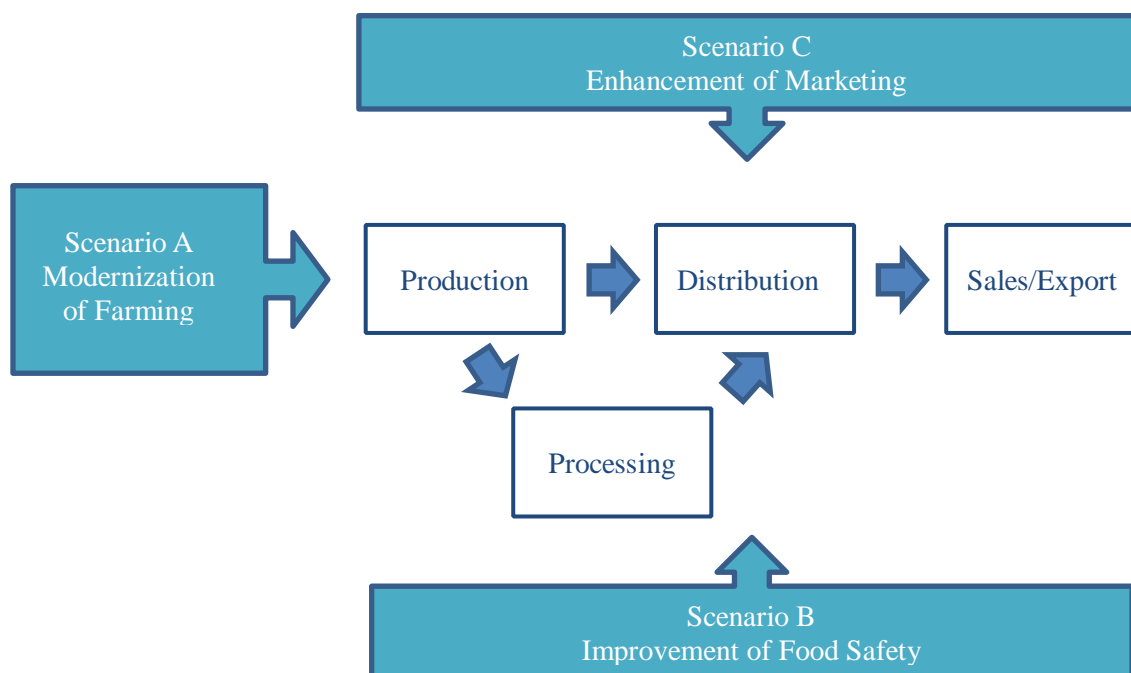 Scenario C
Enhancement of Marketing
Scenario A
Modernization
of Farming
Production
Distribution
Sales/Export
Processing
Scenario B
Improvement of Food Safety